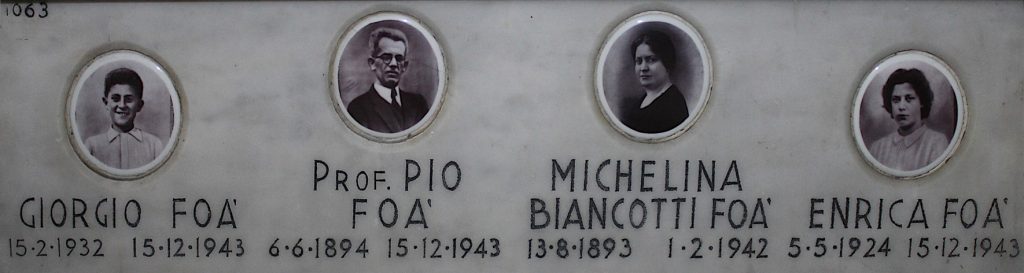 1063
GIORGIO FOA'
15·2·1932 15·12·1943
PROF. PIO
FOA'
6·6·1894 15·12·1943
MICHELINA
BIANCOTTI FOA'
13·8·1893 1·2·1942
ENRICA FOA'
5·5·1924 15·12·1943